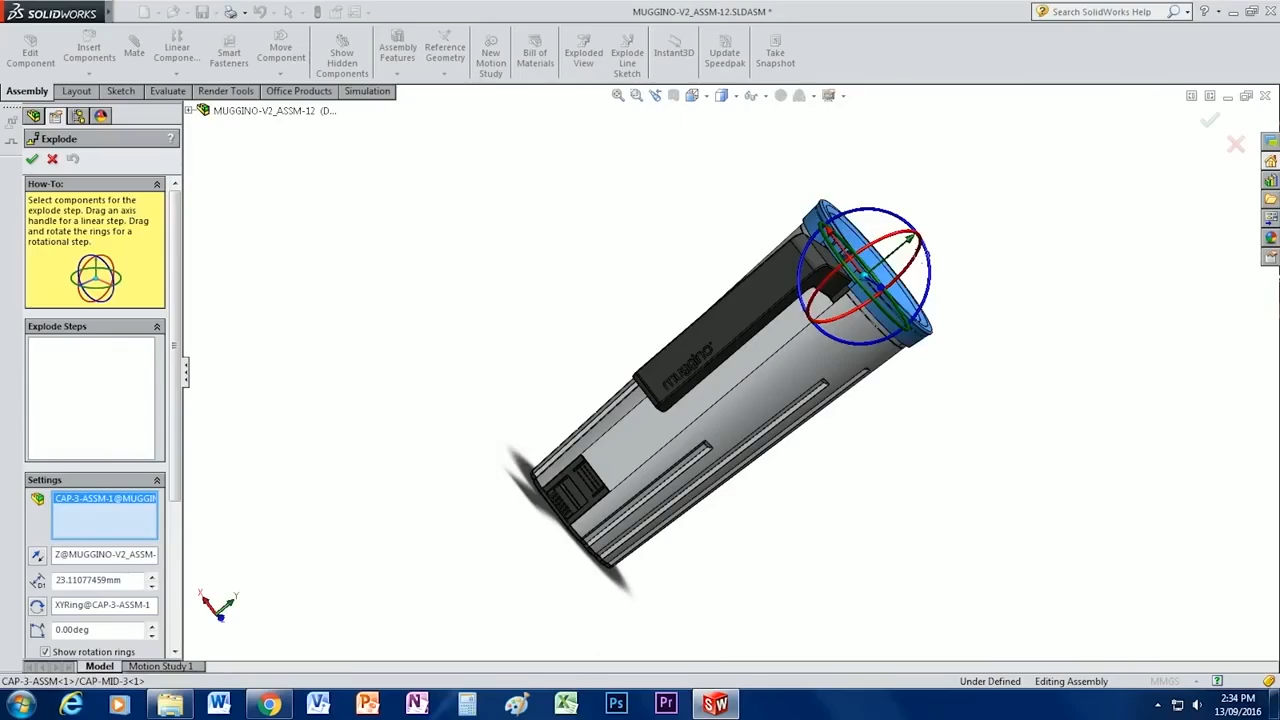 SOLIDWORKS
MUGGINO-V2_ASSM-12.SLDASM *
Search SolidWorks Help
Edit Component
Insert Components
Mate
Linear Compone...
Smart Fasteners
Move Component
Show Hidden Components
Assembly Features
Reference Geometry
New Motion Study
Bill of Materials
Exploded View
Explode Line Sketch
Instant3D
Update Speedpak
Take Snapshot
Assembly
Layout
Sketch
Evaluate
Render Tools
Office Products
Simulation
MUGGINO-V2_ASSM-12 (D...
Explode
?
How-To:
Select components for the
explode step. Drag an axis
handle for a linear step. Drag
and rotate the rings for a
rotational step.
Explode Steps
Settings
CAP-3-ASSM-1@MUGGIN
Z@MUGGINO-V2_ASSM-
23.11077459mm
XYRing@CAP-3-ASSM-1
0.00deg
Show rotation rings
muggino
X
Y
Model
Motion Study 1
CAP-3-ASSM<1>/CAP-MID-3<1>
Under Defined
Editing Assembly
MMGS
2:34 PM
13/09/2016